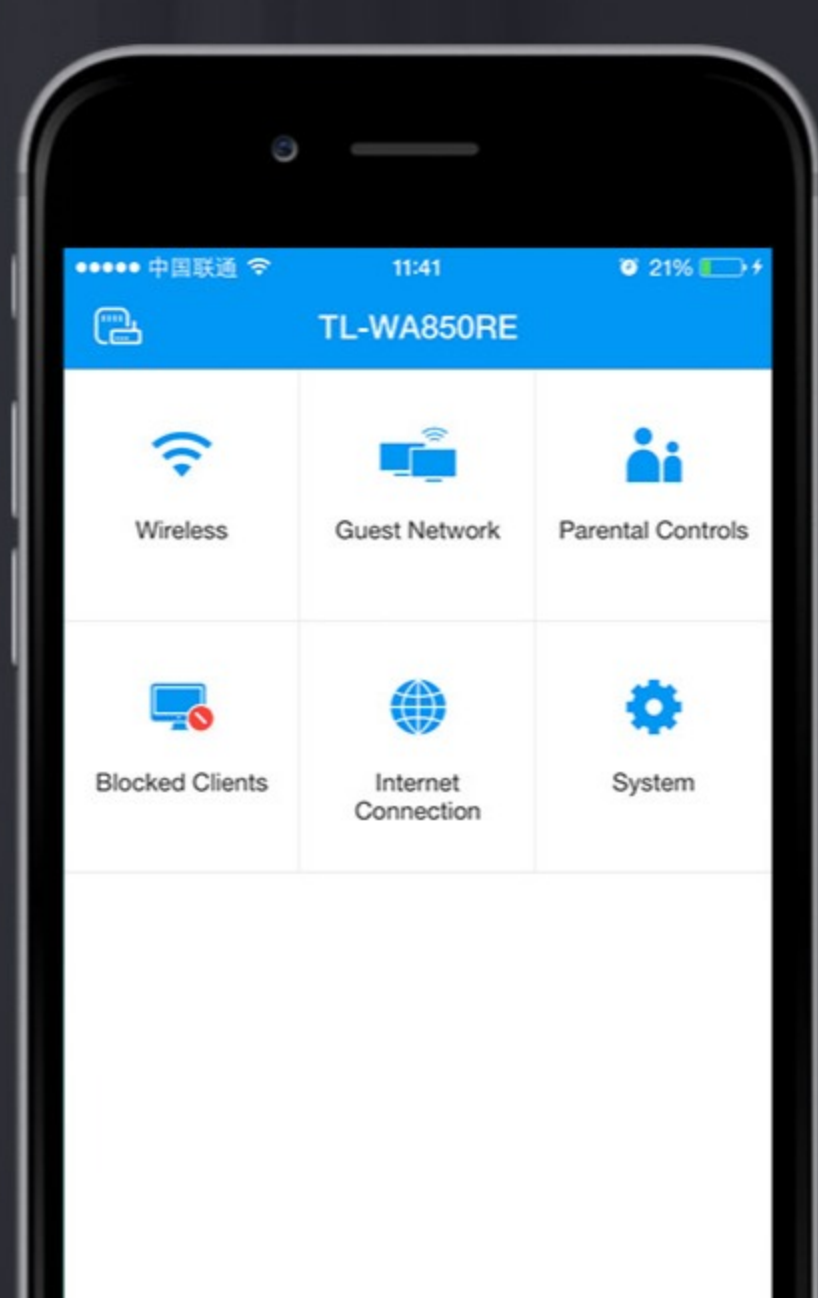 中国联通
11:41
21%
TL-WA850RE
Wireless
Guest Network
Parental Controls
Blocked Clients
Internet
Connection
System